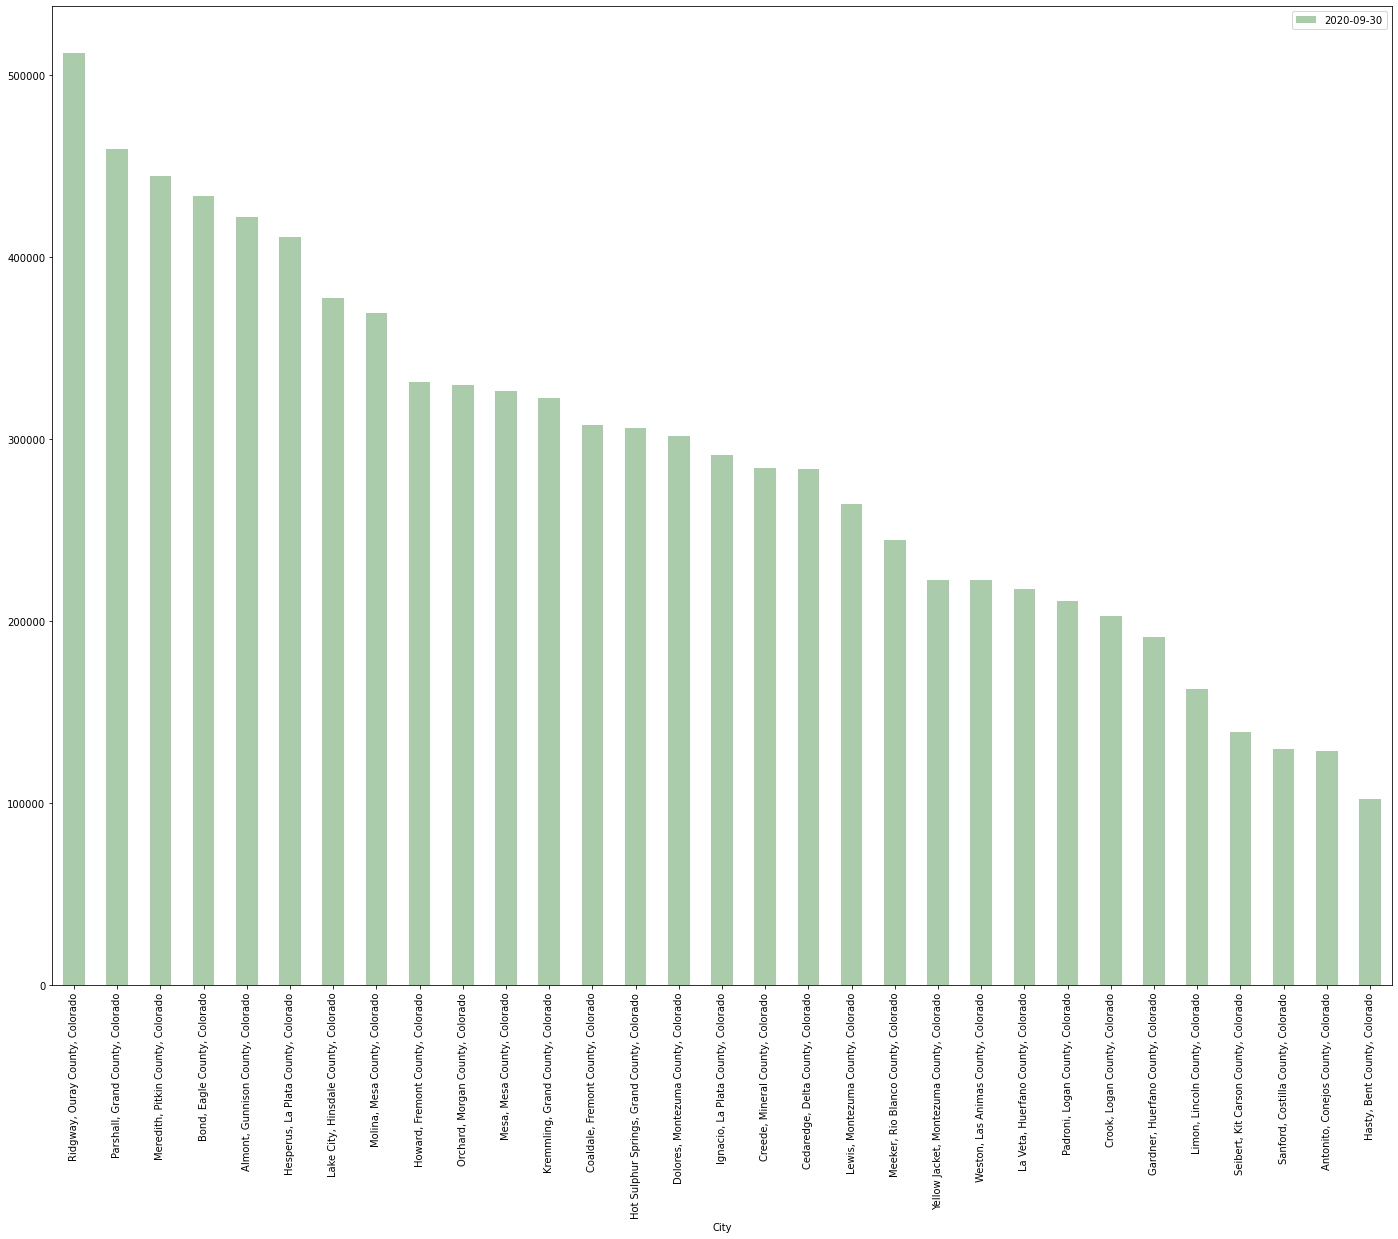 2020-09-30
500000
400000
300000
200000
100000
0
Ridgway, Ouray County, Colorado
Parshall, Grand County, Colorado
Meredith, Pitkin County, Colorado
Bond, Eagle County, Colorado
Almont, Gunnison County, Colorado
Hesperus, La Plata County, Colorado
Lake City, Hinsdale County, Colorado
Molina, Mesa County, Colorado
Howard, Fremont County, Colorado
Orchard, Morgan County, Colorado
Mesa, Mesa County, Colorado
Kremmling, Grand County, Colorado
Coaldale, Fremont County, Colorado
Hot Sulphur Springs, Grand County, Colorado
Dolores, Montezuma County, Colorado
Ignacio, La Plata County, Colorado
Creede, Mineral County, Colorado
Cedaredge, Delta County, Colorado
Lewis, Montezuma County, Colorado
Meeker, Rio Blanco County, Colorado
Yellow Jacket, Montezuma County, Colorado
Weston, Las Animas County, Colorado
La Veta, Huerfano County, Colorado
Padroni, Logan County, Colorado
Crook, Logan County, Colorado
Gardner, Huerfano County, Colorado
Limon, Lincoln County, Colorado
Seibert, Kit Carson County, Colorado
Sanford, Costilla County, Colorado
Antonito, Conejos County, Colorado
Hasty, Bent County, Colorado
City